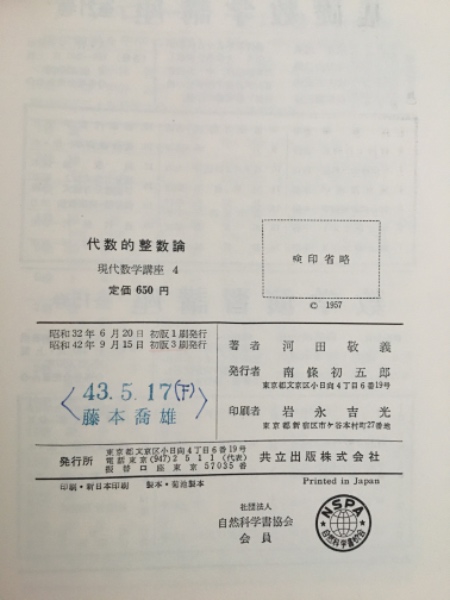 代数的整数論
現代数学講座 4
定価 650 円
検印省略
© 1957
昭和32年 6月20日 初版1刷発行
昭和42年 9月15日 初版3刷発行
著者 河田敬義
発行者 南條初五郎
東京都文京区小日向4丁目6番19号
印刷者 岩永吉光
東京都新宿区市ケ谷本村町27番地
43.5.17(下)
藤本喬雄
発行所
東京都文京区小日向4丁目6番19号
電話東京(947)2511(代表)
振替口座東京 57035番
共立出版株式会社
印刷・新日本印刷 製本・菊池製本
Printed in Japan
社団法人
自然科学書協会
会員
NSPA
自然科学書協会